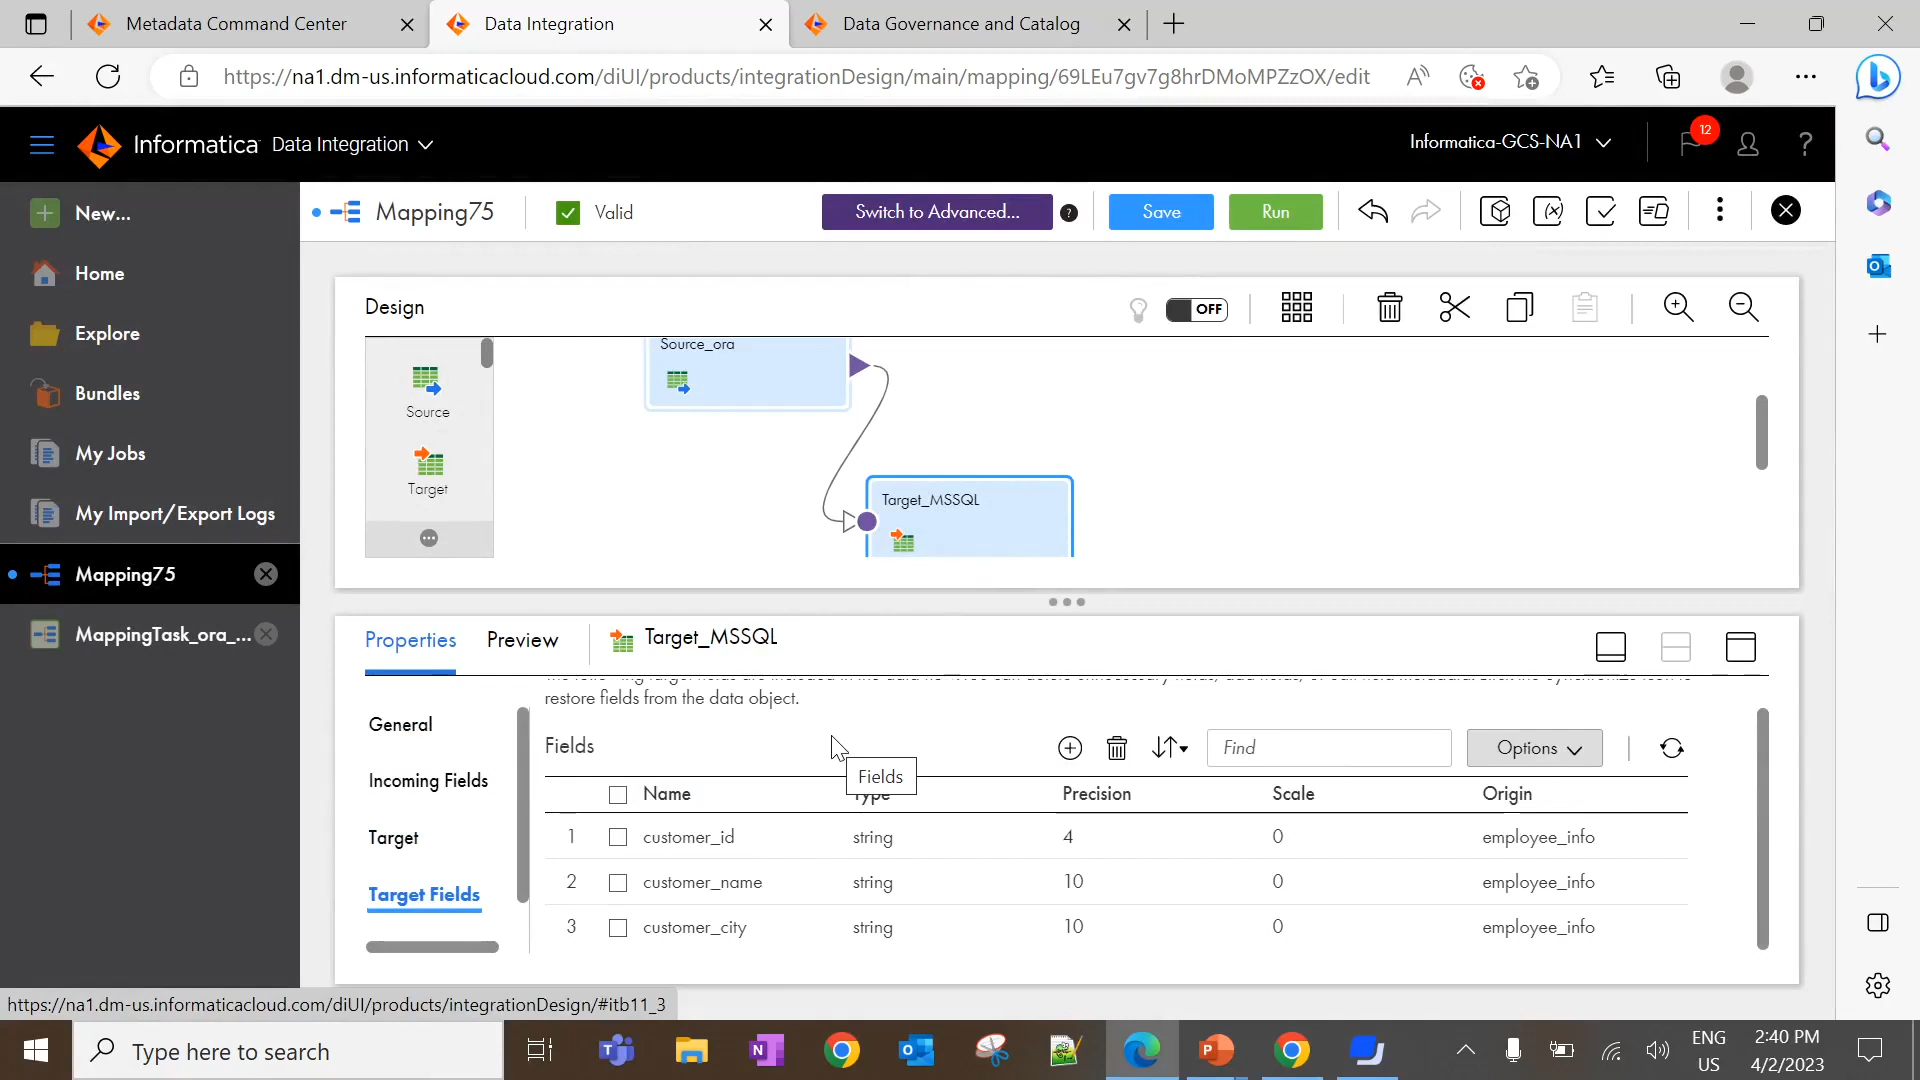 Metadata Command Center
Data Integration
Data Governance and Catalog
https://na1.dm-us.informaticacloud.com/diUI/products/integrationDesign/main/mapping/69LEu7gv7g8hrDMoMPZzOX/edit
Informatica Data Integration
Informatica-GCS-NA1
12
New...
Home
Explore
Bundles
My Jobs
My Import/Export Logs
Mapping75
MappingTask_ora_...
Mapping75
Valid
Switch to Advanced...
Save
Run
Design
OFF
Source
Target
Source_ora
Target_MSSQL
Properties
Preview
Target_MSSQL
General
Incoming Fields
Target
Target Fields
restore fields from the data object.
Fields
Find
Options
Fields
Name Type Precision Scale Origin
1 customer_id string 4 0 employee_info
2 customer_name string 10 0 employee_info
3 customer_city string 10 0 employee_info
https://na1.dm-us.informaticacloud.com/diUI/products/integrationDesign/#itb11_3
Type here to search
ENG
US
2:40 PM
4/2/2023